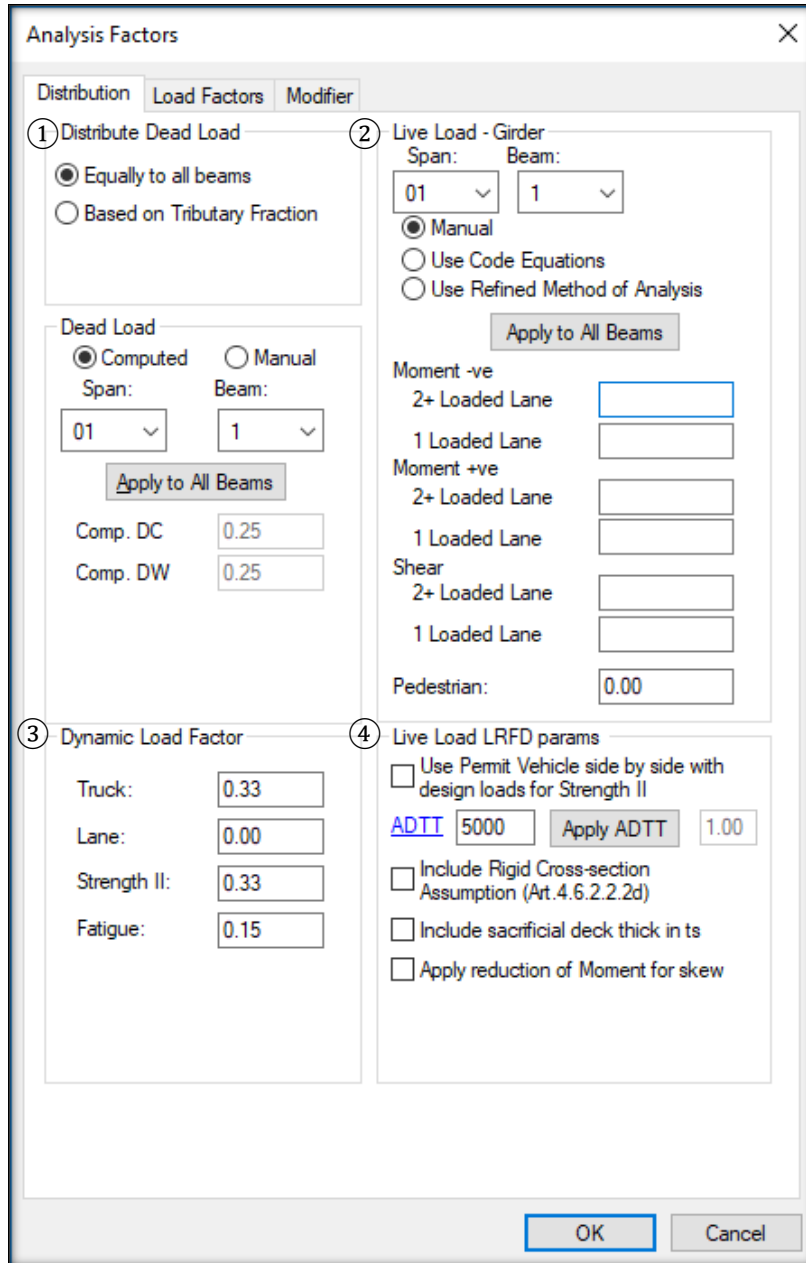 Analysis Factors
Distribution Load Factors Modifier
① Distribute Dead Load
Equally to all beams
Based on Tributary Fraction
Dead Load
Computed Manual
Span: Beam:
01 1
Apply to All Beams
Comp. DC 0.25
Comp. DW 0.25
② Live Load - Girder
Span: Beam:
01 1
Manual
Use Code Equations
Use Refined Method of Analysis
Apply to All Beams
Moment -ve
2+ Loaded Lane
1 Loaded Lane
Moment +ve
2+ Loaded Lane
1 Loaded Lane
Shear
2+ Loaded Lane
1 Loaded Lane
Pedestrian: 0.00
③ Dynamic Load Factor
Truck: 0.33
Lane: 0.00
Strength II: 0.33
Fatigue: 0.15
④ Live Load LRFD params
Use Permit Vehicle side by side with
design loads for Strength II
ADTT 5000 Apply ADTT 1.00
Include Rigid Cross-section
Assumption (Art.4.6.2.2.2d)
Include sacrificial deck thick in ts
Apply reduction of Moment for skew
OK Cancel